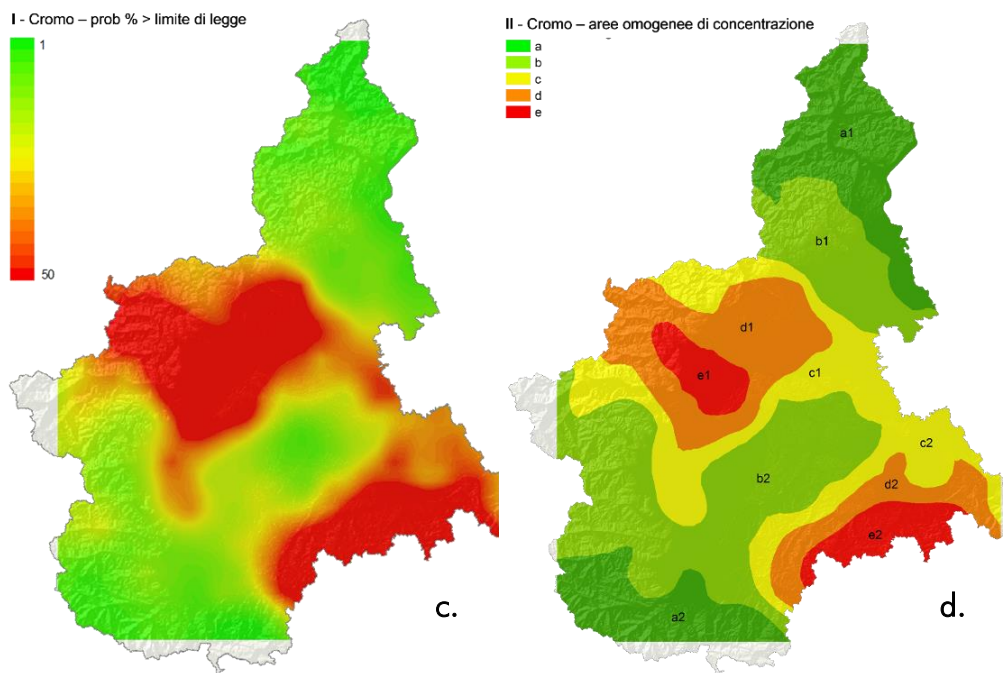 I - Cromo – prob % > limite di legge
1
50
c.
II - Cromo – aree omogenee di concentrazione
a
b
c
d
e
a1
b1
d1
c1
e1
c2
b2
d2
e2
a2
d.